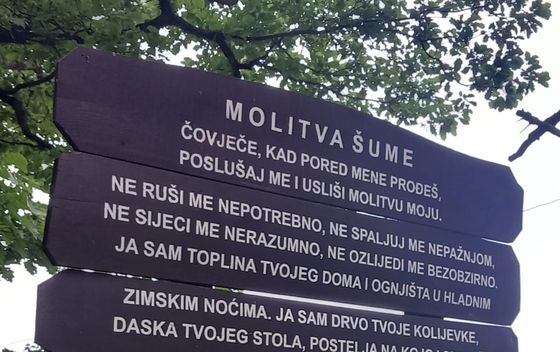 MOLITVA ŠUME
ČOVJEČE, KAD PORED MENE PROĐEŠ,
POSLUŠAJ ME I USLIŠI MOLITVU MOJU.
NE RUŠI ME NEPOTREBNO, NE SPALJUJ ME NEPAŽNJOM,
NE SIJECI ME NERAZUMNO, NE OZLIJEDI ME BEZOBZIRNO.
JA SAM TOPLINA TVOJEG DOMA I OGNJIŠTA U HLADNIM
ZIMSKIM NOĆIMA. JA SAM DRVO TVOJE KOLIJEVKE,
DASKA TVOJEG STOLA, POSTELJA NA